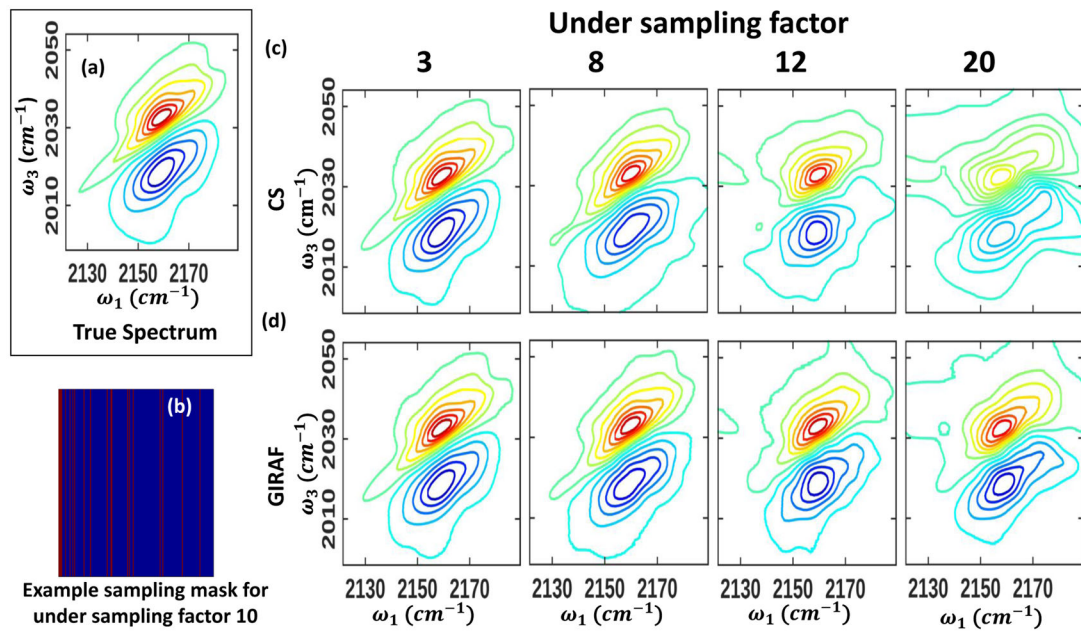 Under sampling factor
(a)
2050
2030
2010
ω₃ (cm⁻¹)
2130 2150 2170
ω₁ (cm⁻¹)
True Spectrum
(b)
Example sampling mask for
under sampling factor 10
(c)
3 8 12 20
CS
2050
2030
2010
ω₃ (cm⁻¹)
(d)
GIRAF
2050
2030
2010
ω₃ (cm⁻¹)
2130 2150 2170
2130 2150 2170
2130 2150 2170
2130 2150 2170
ω₁ (cm⁻¹)
ω₁ (cm⁻¹)
ω₁ (cm⁻¹)
ω₁ (cm⁻¹)